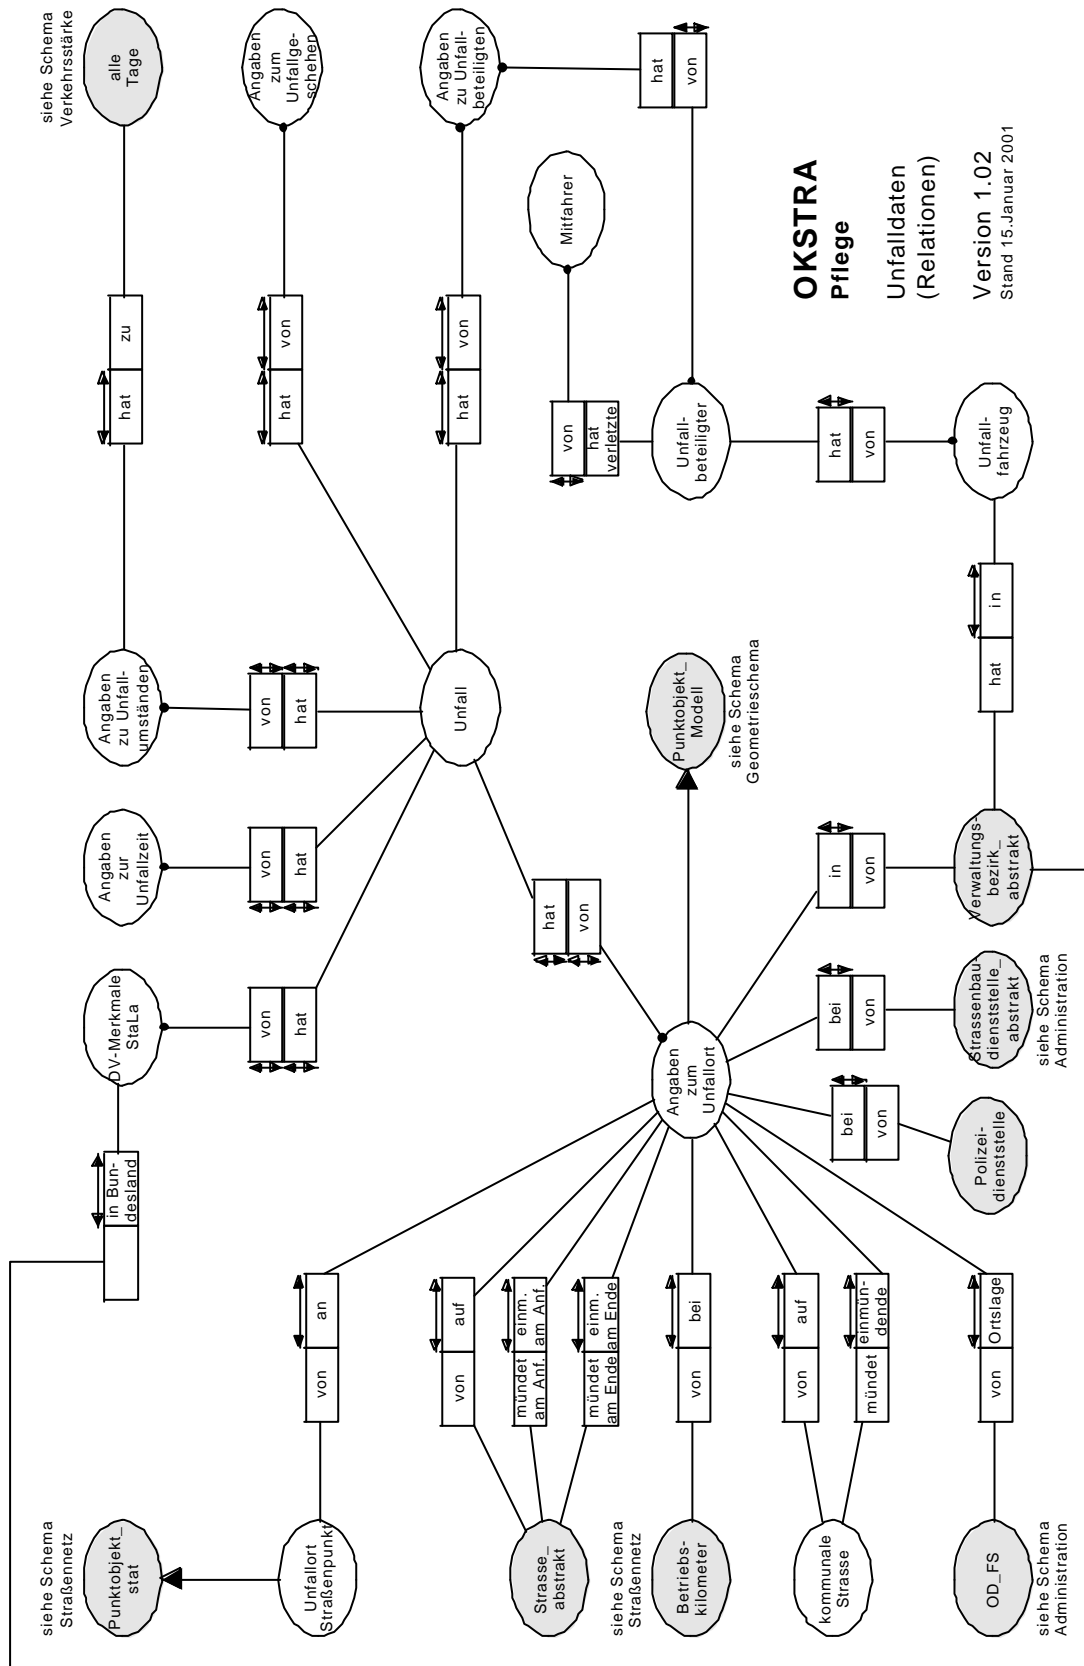 siehe Schema
Verkehrsstärke
alle
Tage
Angaben
zum
Unfallge-
schehen
Angaben
zu Unfall-
beteiligten
hat
von
Mitfahrer
OKSTRA
Pflege
Unfalldaten
(Relationen)
Version 1.02
Stand 15.Januar 2001
hat
zu
hat
von
hat
von
von
hat
verletzte
Unfall-
beteiligter
hat
von
Unfall-
fahrzeug
Angaben
zu Unfall-
umständen
von
hat
Unfall
Punktobjekt_
Modell
siehe Schema
Geometrieschema
hat
in
Angaben
zur
Unfallzeit
von
hat
hat
von
in
von
Verwaltungs-
bezirk_
abstrakt
DV-Merkmale
StaLa
von
hat
Angaben
zum
Unfallort
bei
von
Strassenbau-
dienststelle_
abstrakt
siehe Schema
Administration
bei
von
Polizei-
dienststelle
in Bun-
desland
von
an
von
auf
mündet
am Anf.
einm.
am Anf.
mündet
am Ende
einm.
am Ende
von
bei
von
auf
mündet
einmün-
dende
von
Ortslage
siehe Schema
Straßennetz
Punktobjekt_
stat
Unfallort
Straßenpunkt
Strasse_
abstrakt
siehe Schema
Straßennetz
Betriebs-
kilometer
kommunale
Strasse
OD_FS
siehe Schema
Administration